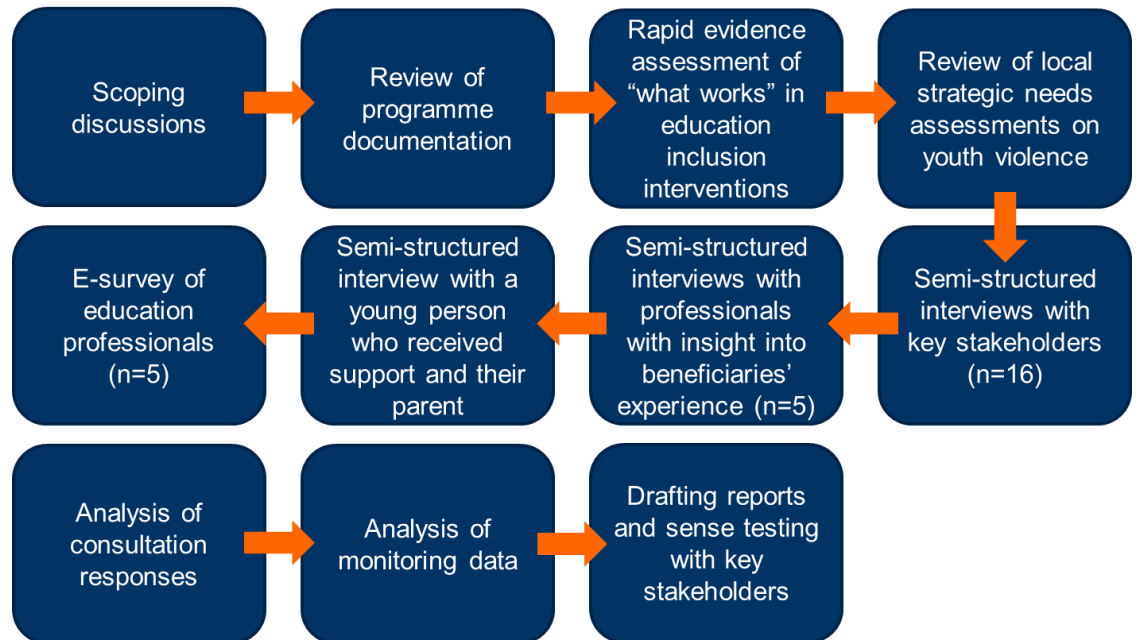 Scoping
discussions
Review of
programme
documentation
Rapid evidence
assessment of
“what works” in
education
inclusion
interventions
Review of local
strategic needs
assessments on
youth violence
Semi-structured
interviews with
key stakeholders
(n=16)
Semi-structured
interviews with
professionals
with insight into
beneficiaries’
experience (n=5)
Semi-structured
interview with a
young person
who received
support and their
parent
E-survey of
education
professionals
(n=5)
Analysis of
consultation
responses
Analysis of
monitoring data
Drafting reports
and sense testing
with key
stakeholders